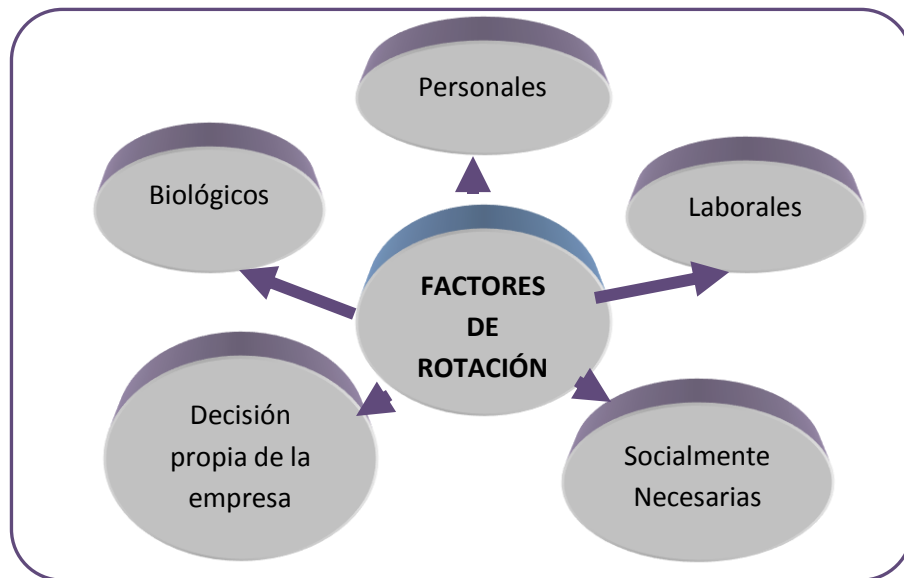 Personales
Biológicos
Laborales
FACTORES
DE
ROTACIÓN
Decisión
propia de la
empresa
Socialmente
Necesarias